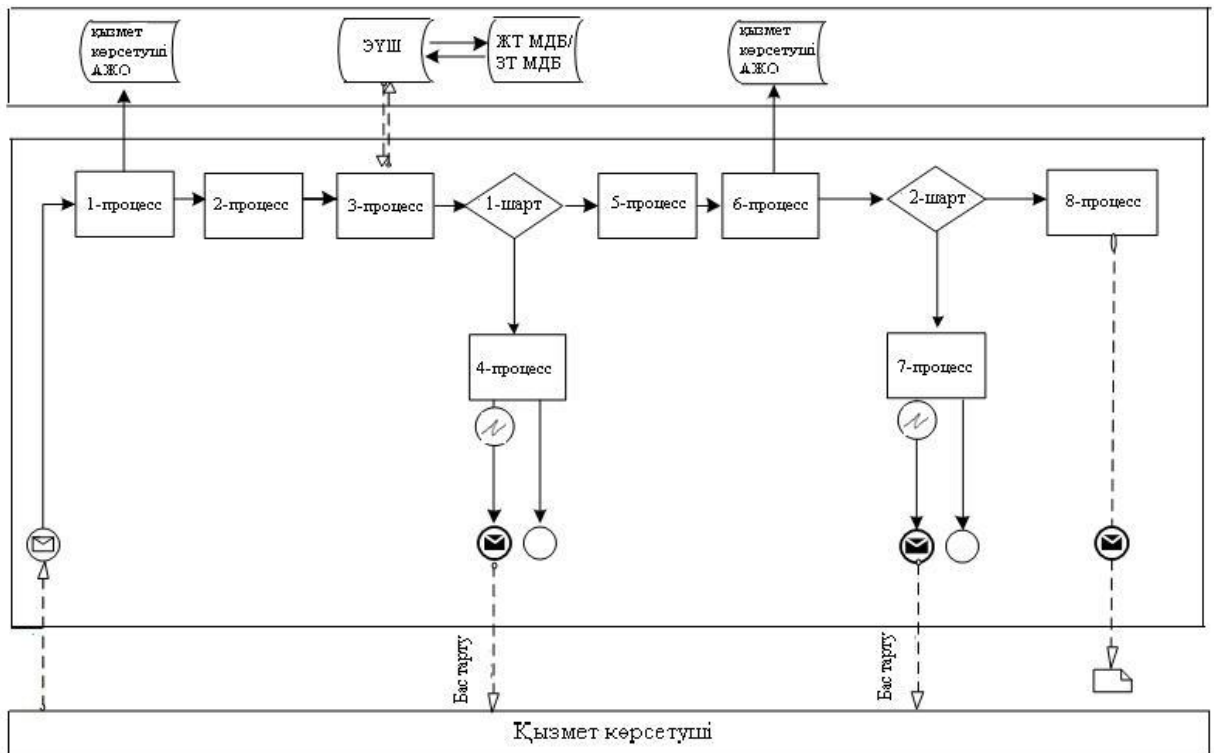 қызмет
көрсетуші
АЖО
ЭҮШ
ЖТ МДБ/
ЗТ МДБ
қызмет
көрсетуші
АЖО
1-процесс
2-процесс
3-процесс
1-шарт
5-процесс
6-процесс
2-шарт
8-процесс
4-процесс
7-процесс
Бас тарту
Бас тарту
Қызмет көрсетуші